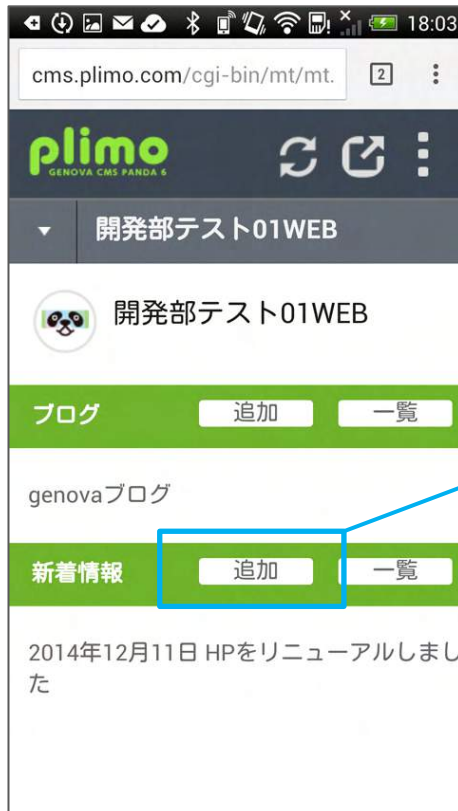 18:03
cms.plimo.com/cgi-bin/mt/mt.
2
plimo
GENOVA CMS PANDA 6
開発部テスト01WEB
開発部テスト01WEB
ブログ 追加 一覧
genovaブログ
新着情報 追加 一覧
2014年12月11日 HPをリニューアルしまし
た